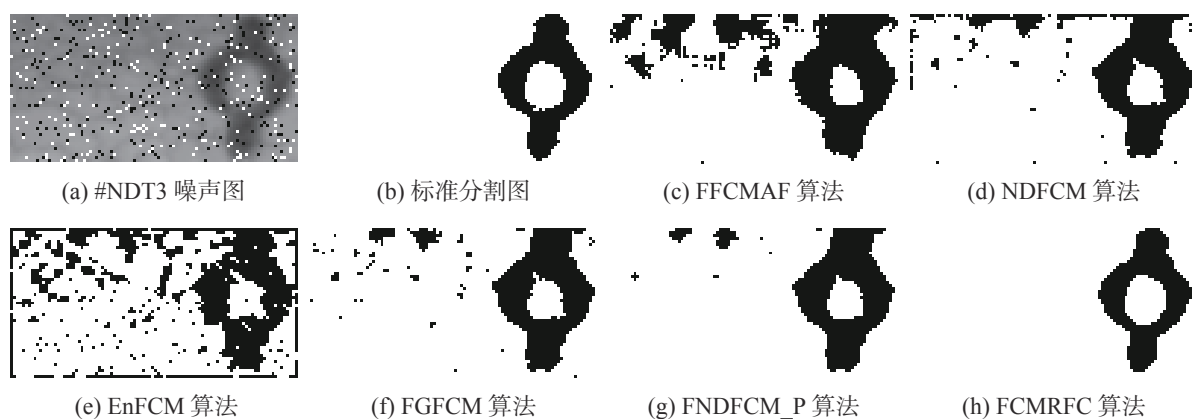 (a) #NDT3 噪声图
(b) 标准分割图
(c) FFCMAF 算法
(d) NDFCM 算法
(e) EnFCM 算法
(f) FGFCM 算法
(g) FNDFCM_P 算法
(h) FCMRFC 算法